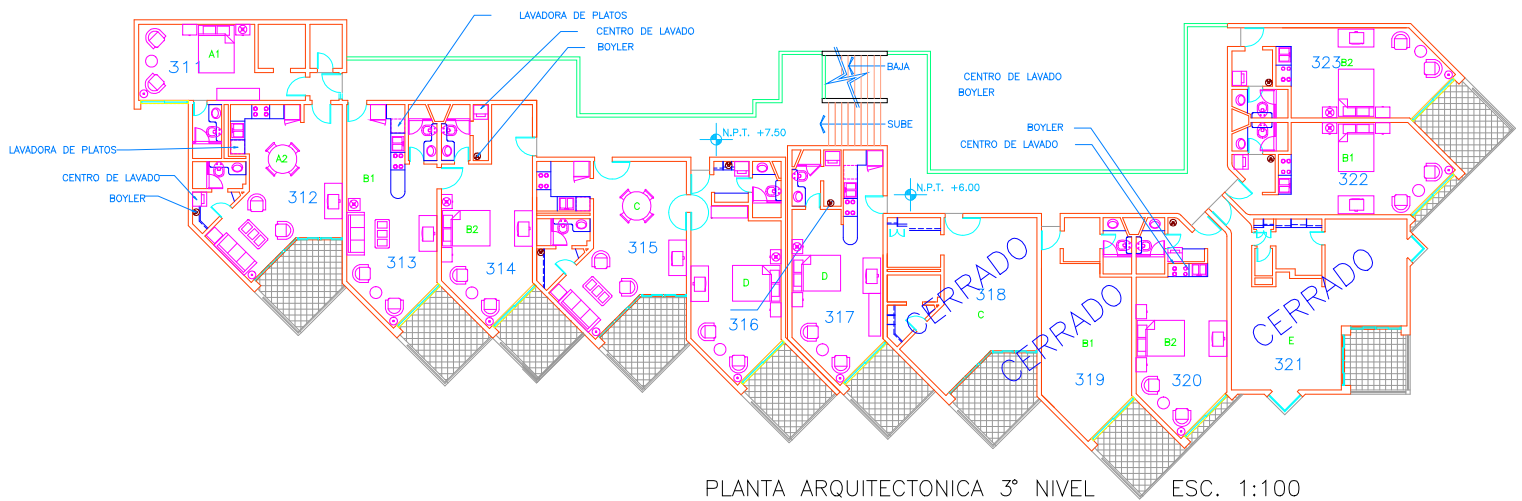 LAVADORA DE PLATOS
CENTRO DE LAVADO
BOYLER
A1
311
BAJA
SUBE
CENTRO DE LAVADO
BOYLER
323
B2
N.P.T. +7.50
BOYLER
CENTRO DE LAVADO
LAVADORA DE PLATOS
A2
B1
B1
322
CENTRO DE LAVADO
BOYLER
312
N.P.T. +6.00
C
B2
315
313
314
D
D
316
317
CERRADO
318
C
CERRADO
B1
319
B2
320
CERRADO
E
321
PLANTA ARQUITECTONICA 3° NIVEL
ESC. 1:100